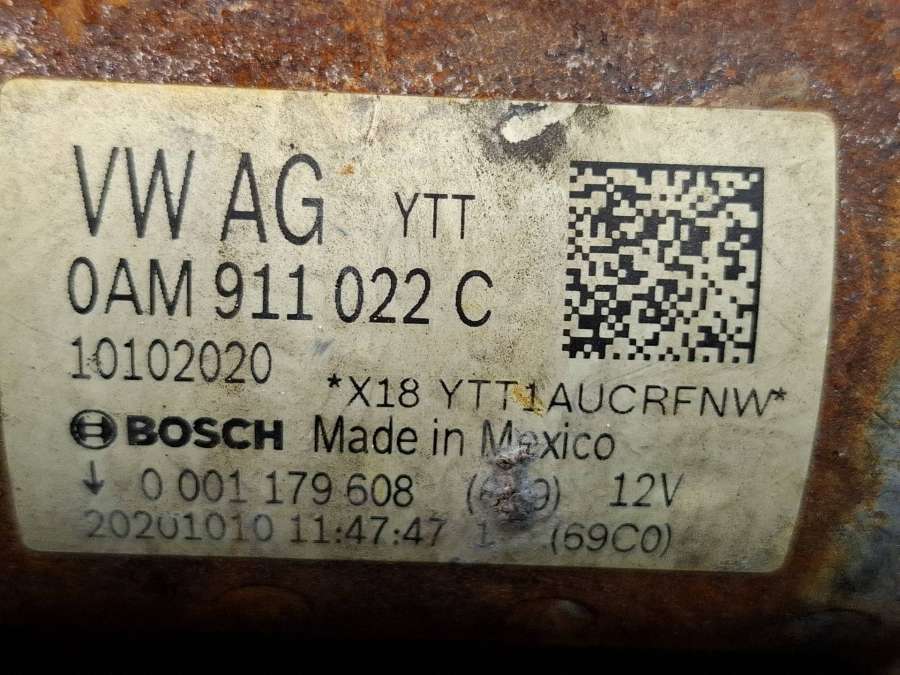 VW AG YTT
0AM 911 022 C
10102020
*X18 YTT1AUCRFNW*
BOSCH Made in Mexico
↓ 0 001 179 608 12V
20201010 11:47:47 1 (69C0)